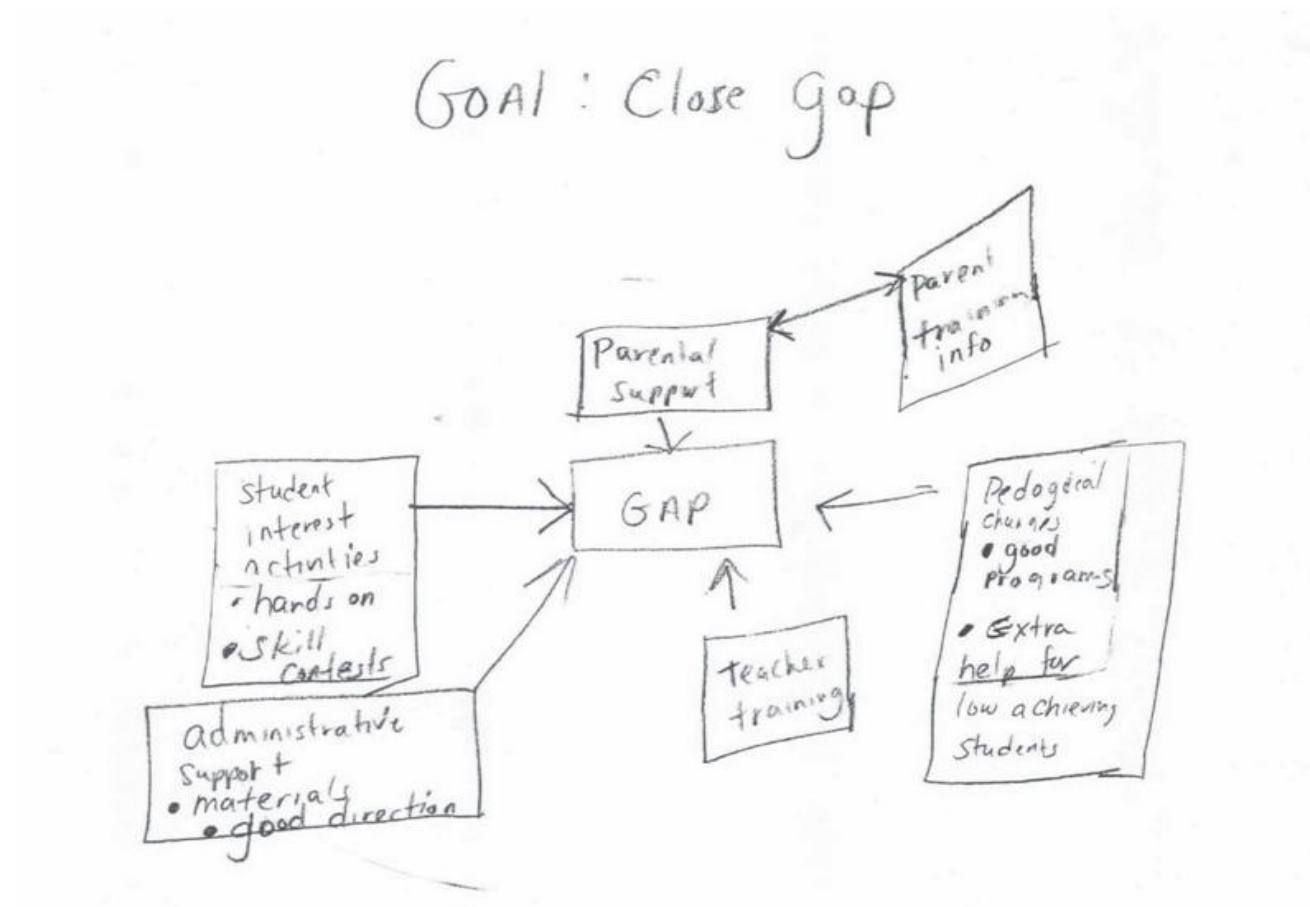 GOAL : Close gap
parent
training
info
Parental
support
GAP
student
interest
activities
• hands on
• skill
contests
Pedogical
changes
• good
programs
• Extra
help for
low achieving
students
teacher
training
administrative
support
• materials
• good direction